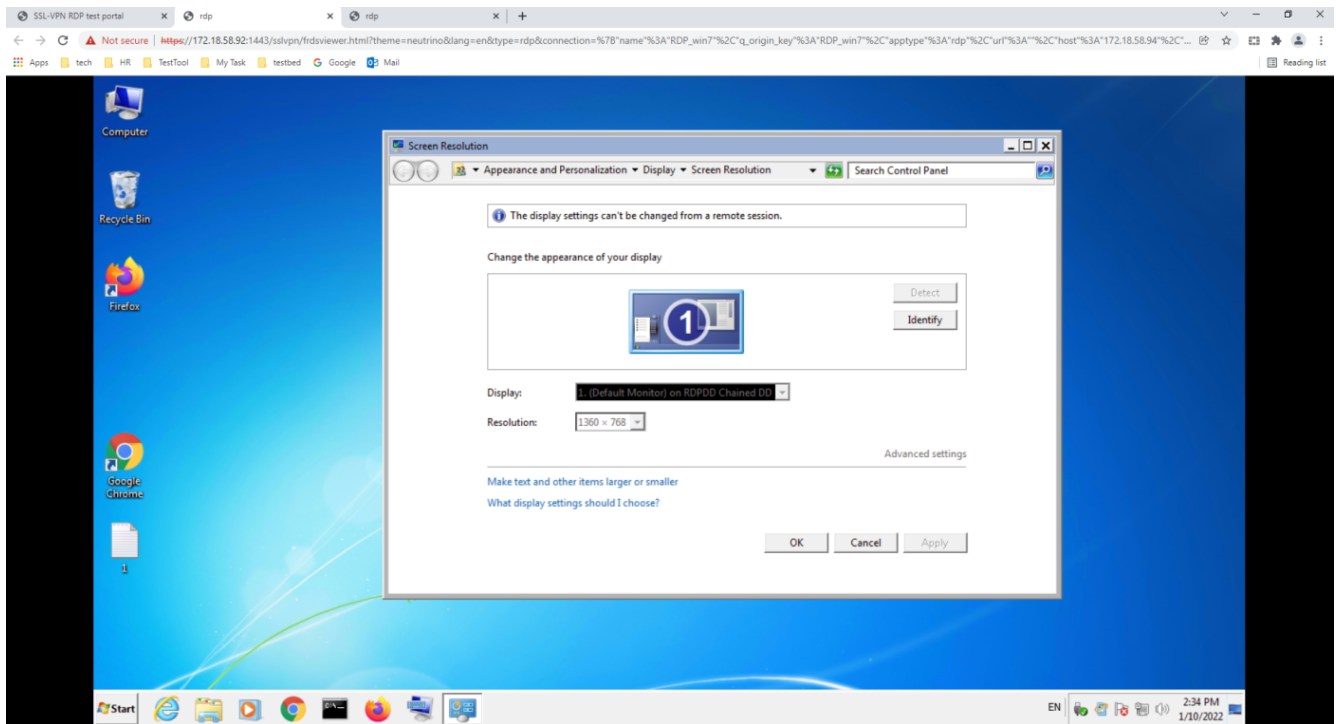 SSL-VPN RDP test portal
rdp
rdp
Not secure | https://172.18.58.92:1443/sslvpn/frdsviewer.html?theme=neutrino&lang=en&type=rdp&connection=%7B"name"%3A"RDP_win7"%2C"q_origin_key"%3A"RDP_win7"%2C"apptype"%3A"rdp"%2C"url"%3A""%2C"host"%3A"172.18.58.94"%2C"...
Apps tech HR TestTool My Task testbed Google Mail Reading list
Computer
Recycle Bin
Firefox
Google
Chrome
Screen Resolution
Appearance and Personalization Display Screen Resolution Search Control Panel
The display settings can't be changed from a remote session.
Change the appearance of your display
1
Detect
Identify
Display: 1. (Default Monitor) on RDPDD Chained DD
Resolution: 1360 × 768
Advanced settings
Make text and other items larger or smaller
What display settings should I choose?
OK Cancel Apply
Start
EN
2:34 PM
1/10/2022